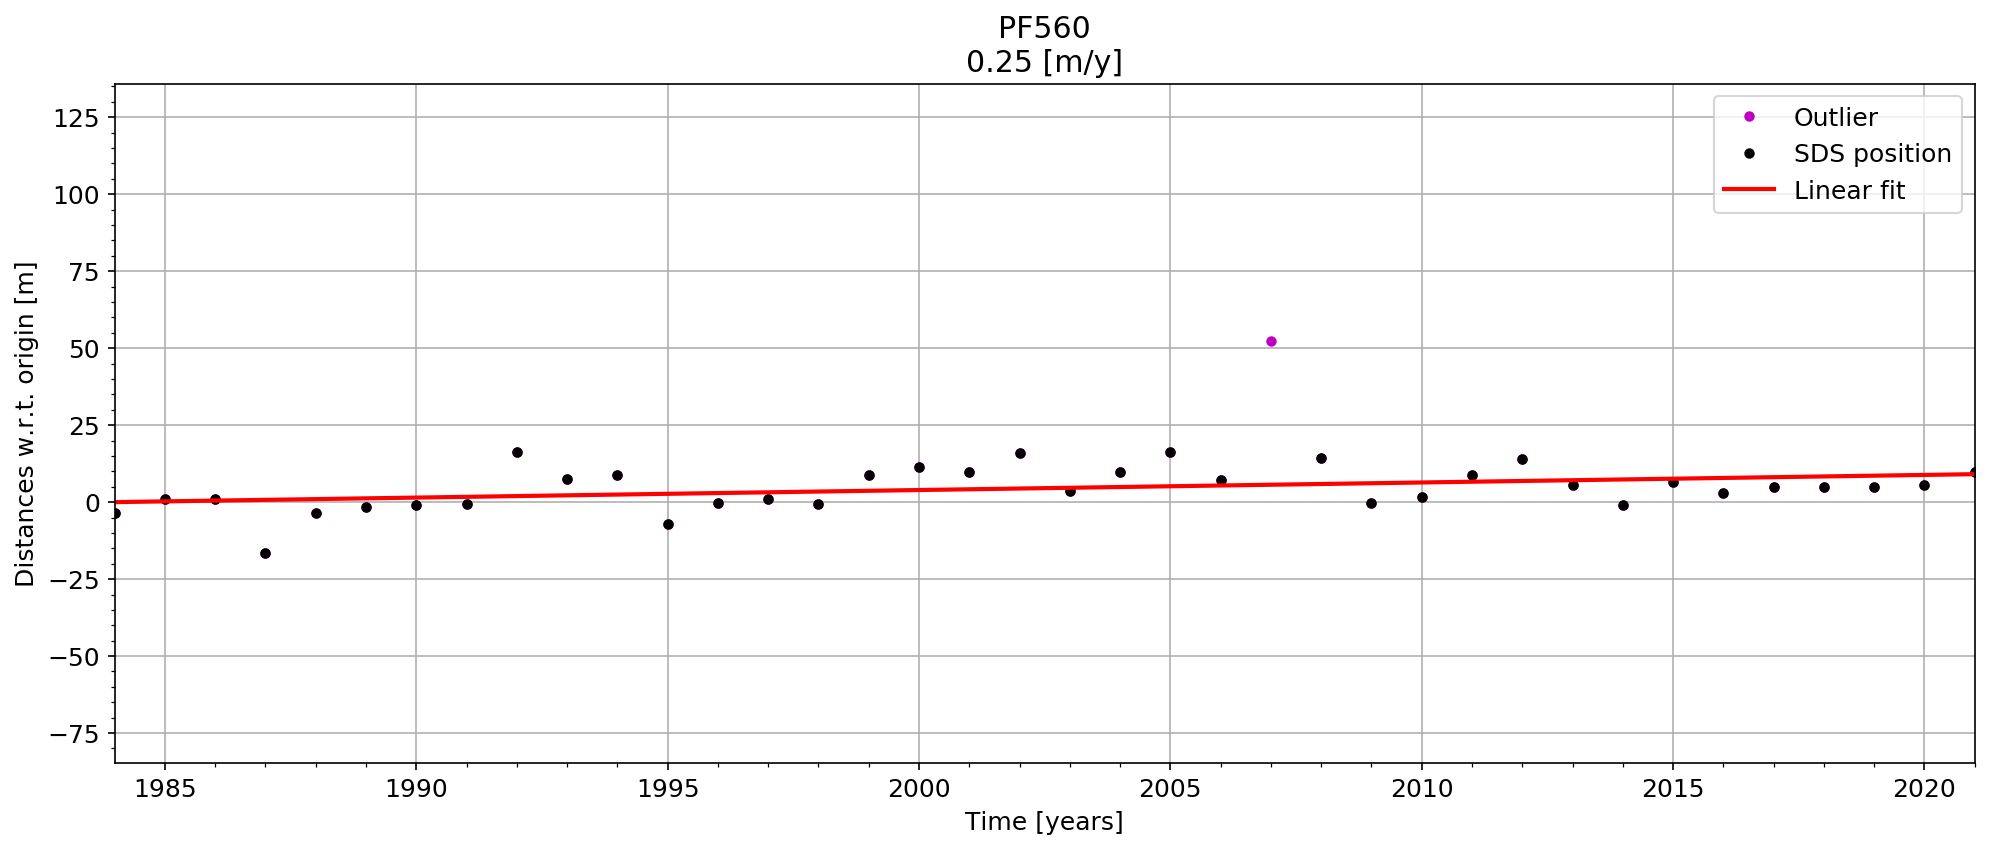 PF560
0.25 [m/y]
Outlier
SDS position
Linear fit
Distances w.r.t. origin [m]
125
100
75
50
25
0
−25
−50
−75
1985 1990 1995 2000 2005 2010 2015 2020
Time [years]